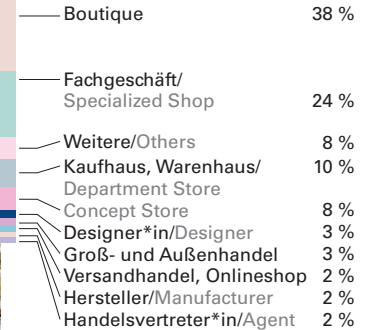 Boutique 38 %
Fachgeschäft/
Specialized Shop 24 %
Weitere/Others 8 %
Kaufhaus, Warenhaus/ 10 %
Department Store
Concept Store 8 %
Designer*in/Designer 3 %
Groß- und Außenhandel 3 %
Versandhandel, Onlineshop 2 %
Hersteller/Manufacturer 2 %
Handelsvertreter*in/Agent 2 %